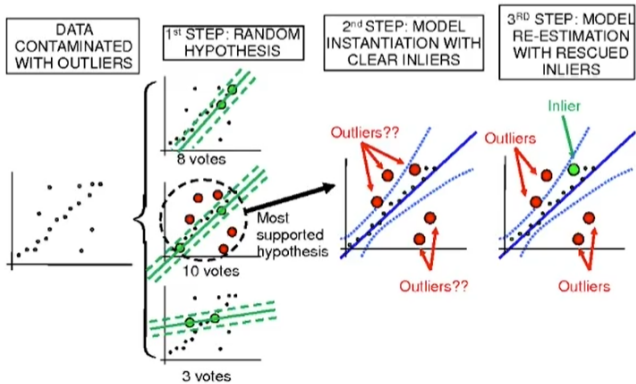 DATA
CONTAMINATED
WITH OUTLIERS
1st STEP: RANDOM
HYPOTHESIS
2nd STEP: MODEL
INSTANTIATION WITH
CLEAR INLIERS
3RD STEP: MODEL
RE-ESTIMATION
WITH RESCUED
INLIERS
8 votes
Most
supported
hypothesis
10 votes
3 votes
Outliers??
Outliers??
Inlier
Outliers
Outliers